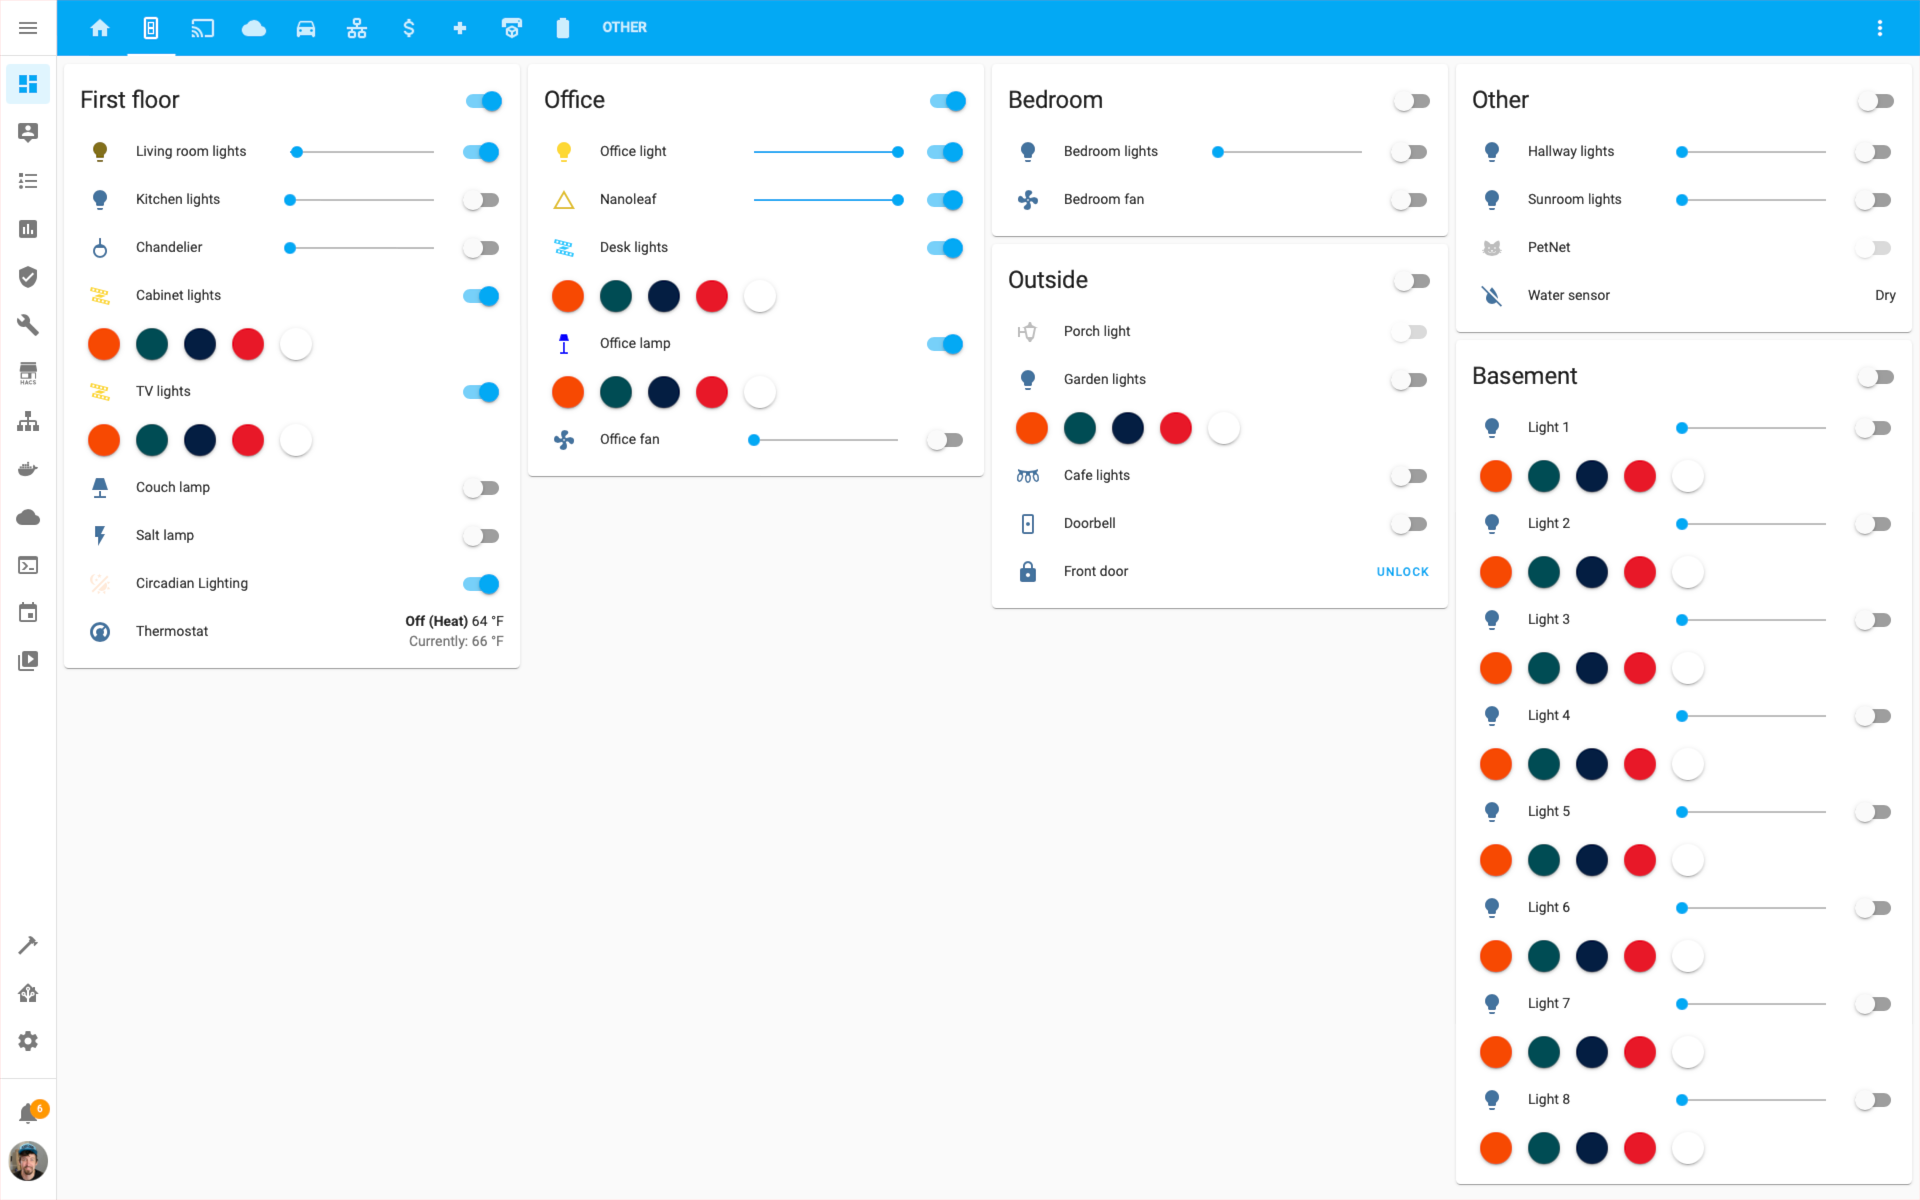 OTHER
HACS
6
First floor
Living room lights
Kitchen lights
Chandelier
Cabinet lights
TV lights
Couch lamp
Salt lamp
Circadian Lighting
Thermostat
Off (Heat) 64 °F
Currently: 66 °F
Office
Office light
Nanoleaf
Desk lights
Office lamp
Office fan
Bedroom
Bedroom lights
Bedroom fan
Outside
Porch light
Garden lights
Cafe lights
Doorbell
Front door
UNLOCK
Other
Hallway lights
Sunroom lights
PetNet
Water sensor
Dry
Basement
Light 1
Light 2
Light 3
Light 4
Light 5
Light 6
Light 7
Light 8